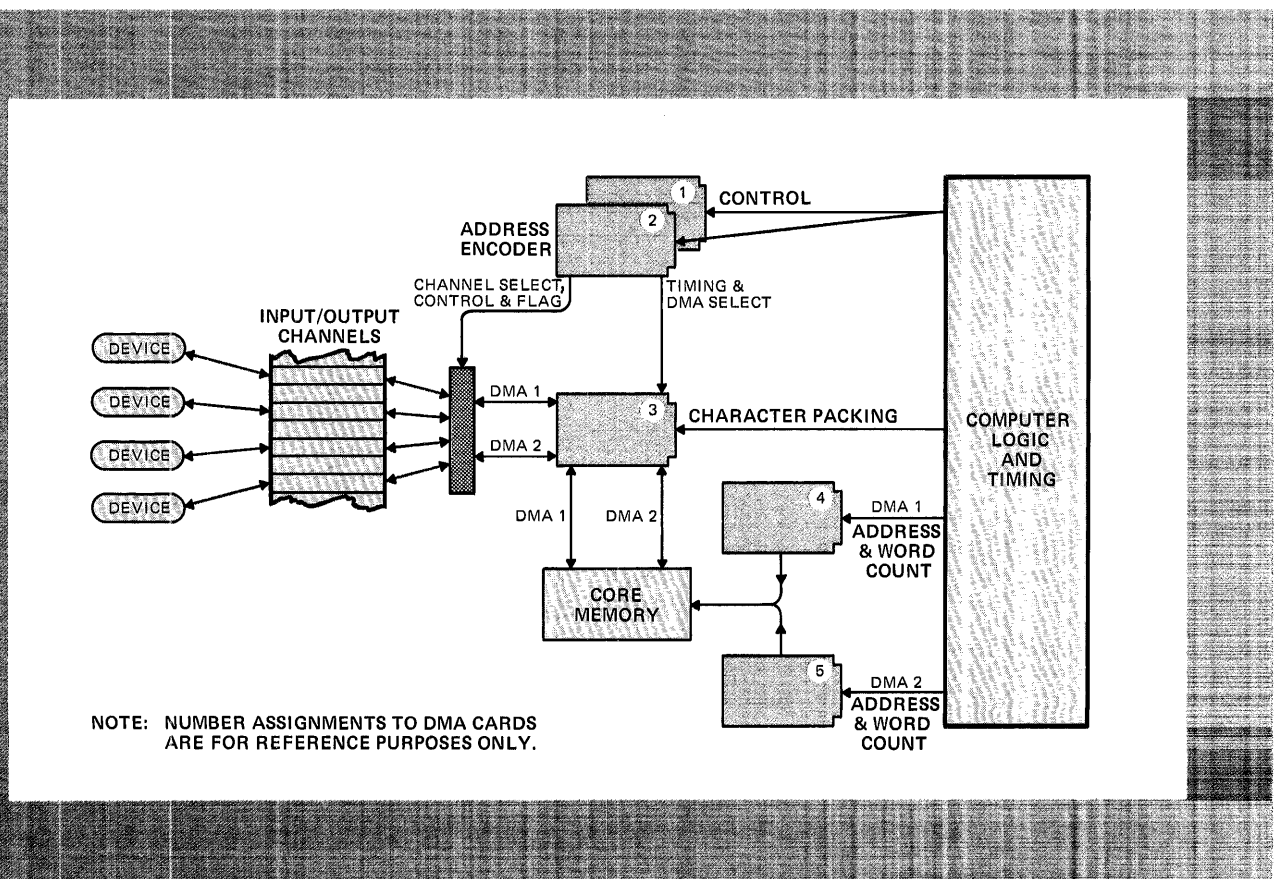 1
CONTROL
2
ADDRESS
ENCODER
CHANNEL SELECT,
CONTROL & FLAG
TIMING &
DMA SELECT
INPUT/OUTPUT
CHANNELS
DEVICE
DEVICE
DEVICE
DEVICE
DMA 1
DMA 2
3
CHARACTER PACKING
COMPUTER
LOGIC
AND
TIMING
DMA 1
DMA 2
4
DMA 1
ADDRESS
& WORD
COUNT
CORE
MEMORY
5
DMA 2
ADDRESS
& WORD
COUNT
NOTE: NUMBER ASSIGNMENTS TO DMA CARDS
ARE FOR REFERENCE PURPOSES ONLY.